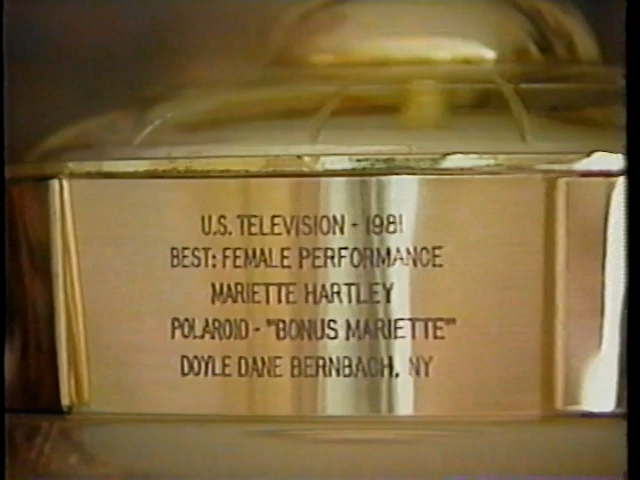 U.S. TELEVISION - 1981
BEST: FEMALE PERFORMANCE
MARIETTE HARTLEY
POLAROID - "BONUS MARIETTE"
DOYLE DANE BERNBACH, NY